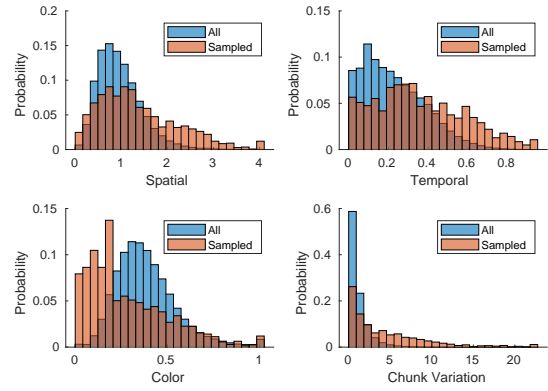 0.2
0.15
0.1
0.05
0
Probability
All
Sampled
0 1 2 3 4
Spatial
0.15
0.1
0.05
0
Probability
All
Sampled
0 0.2 0.4 0.6 0.8
Temporal
0.15
0.1
0.05
0
Probability
All
Sampled
0 0.5 1
Color
0.6
0.4
0.2
0
Probability
All
Sampled
0 5 10 15 20
Chunk Variation